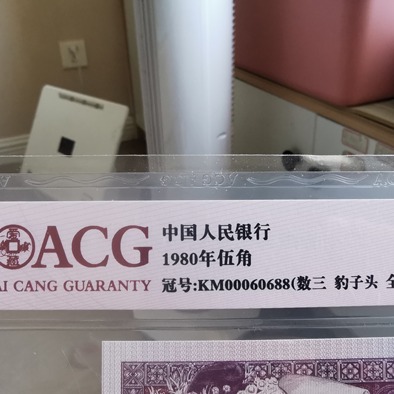 ACG
AI CANG GUARANTY
中国人民银行
1980年伍角
冠号:KM00060688(数三 豹子头 全